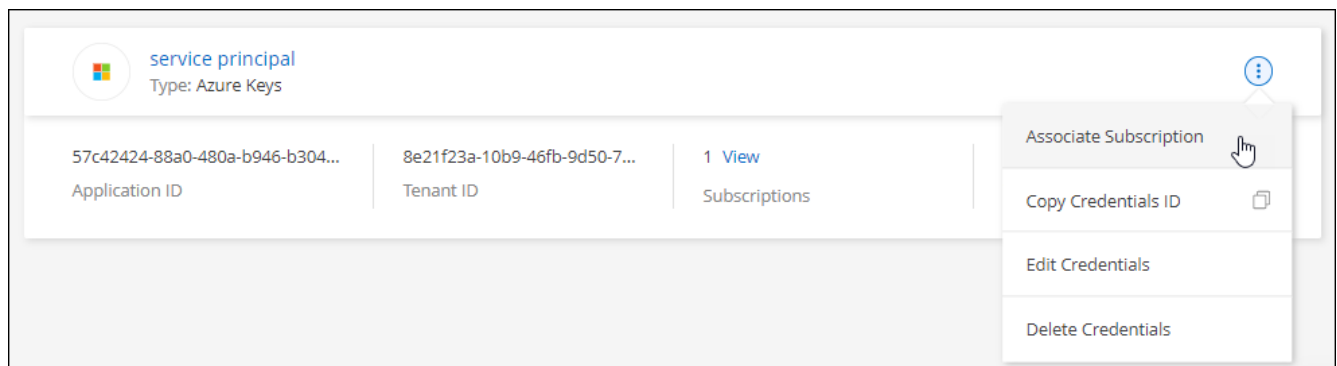 service principal
Type: Azure Keys
57c42424-88a0-480a-b946-b304...
8e21f23a-10b9-46fb-9d50-7...
1 View
Application ID
Tenant ID
Subscriptions
Associate Subscription
Copy Credentials ID
Edit Credentials
Delete Credentials